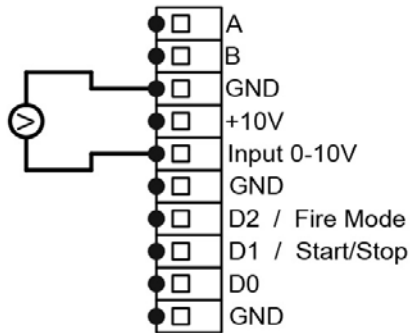 A
B
GND
+10V
V
Input 0-10V
GND
D2 / Fire Mode
D1 / Start/Stop
D0
GND